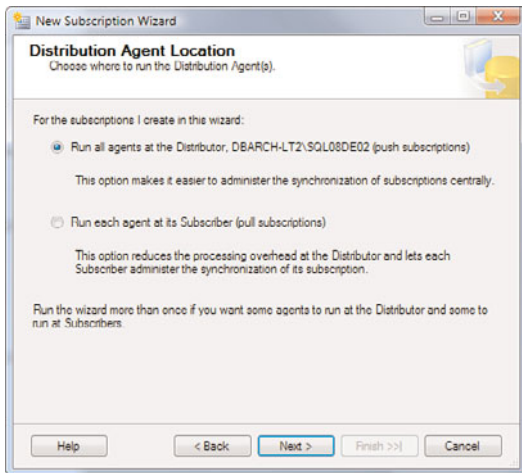 New Subscription Wizard
Distribution Agent Location
Choose where to run the Distribution Agent(s).
For the subscriptions I create in this wizard:
Run all agents at the Distributor, DBARCH-LT2\SQL08DE02 (push subscriptions)
This option makes it easier to administer the synchronization of subscriptions centrally.
Run each agent at its Subscriber (pull subscriptions)
This option reduces the processing overhead at the Distributor and lets each
Subscriber administer the synchronization of its subscription.
Run the wizard more than once if you want some agents to run at the Distributor and some to
run at Subscribers.
Help
< Back
Next >
Finish >>|
Cancel